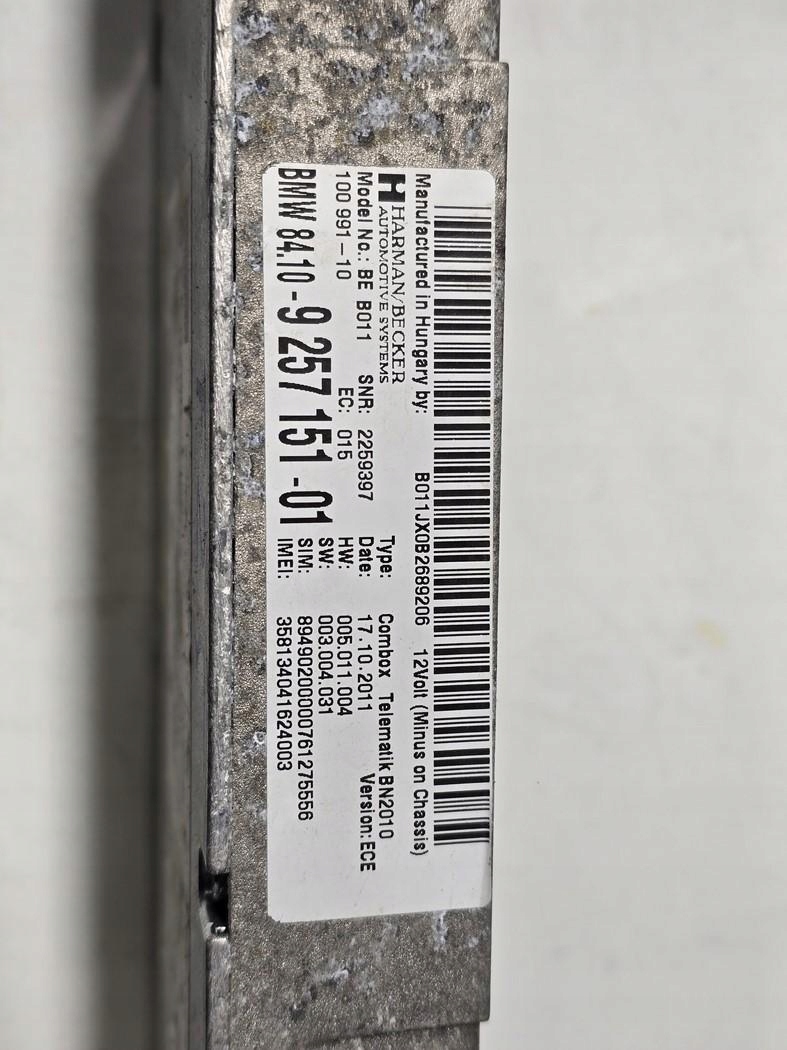 B011JX0B2689206 12Volt (Minus on Chassis)
Manufactured in Hungary by:
HARMAN/BECKER
AUTOMOTIVE SYSTEMS
Type: Combox Telematik BN2010
Model No.: BE B011 SNR: 2259397 Date: 17.10.2011 Version:ECE
100 991-10 EC: 015 HW: 005.011.004
SW: 003.004.031
BMW 84.10 - 9 257 151 -01 SIM: 8949020000076127556
IMEI: 358134041624003